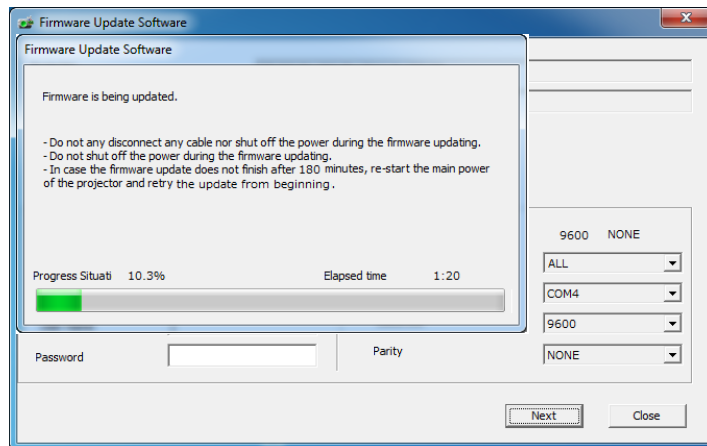 Firmware Update Software
Firmware Update Software
Firmware is being updated.
- Do not any disconnect any cable nor shut off the power during the firmware updating.
- Do not shut off the power during the firmware updating.
- In case the firmware update does not finish after 180 minutes, re-start the main power
of the projector and retry the update from beginning.
Progress Situati 10.3% Elapsed time 1:20
9600 NONE
ALL
COM4
9600
Password Parity NONE
Next Close